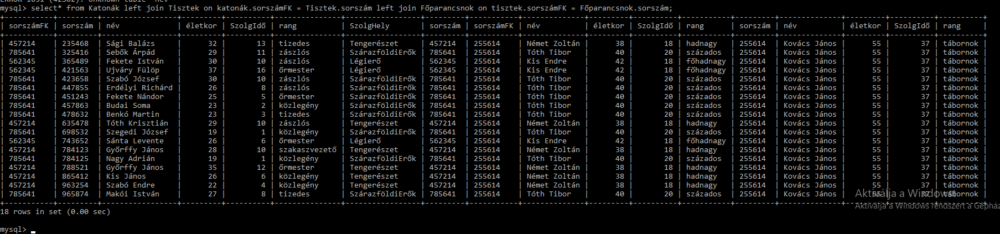 ERROR 1051 (42S02): Unknown table 'nev'
mysql> select* from Katonák left join Tisztek on katonák.sorszámFK = Tisztek.sorszám left join Főparancsnok on tisztek.sorszámFK = Főparancsnok.sorszám;
| sorszámFK | sorszám | név | életkor | SzolgIdő | rang | SzolgHely | sorszám | sorszámFK | név | életkor | SzolgIdő | rang | sorszám | név | életkor | SzolgIdő | rang |
| 457214 | 235468 | Sági Balázs | 32 | 13 | tizedes | Tengerészet | 457214 | 255614 | Német Zoltán | 38 | 18 | hadnagy | 255614 | Kovács János | 55 | 37 | tábornok |
| 785641 | 325416 | Sebők Árpád | 29 | 11 | zászlós | SzárazföldiErők | 785641 | 255614 | Tóth Tibor | 40 | 20 | százados | 255614 | Kovács János | 55 | 37 | tábornok |
| 562345 | 365489 | Fekete István | 30 | 10 | zászlós | Légierő | 562345 | 255614 | Kis Endre | 42 | 18 | főhadnagy | 255614 | Kovács János | 55 | 37 | tábornok |
| 562345 | 421563 | Ujváry Fülöp | 37 | 16 | őrmester | Légierő | 562345 | 255614 | Kis Endre | 42 | 18 | főhadnagy | 255614 | Kovács János | 55 | 37 | tábornok |
| 785641 | 423658 | Szabó József | 30 | 10 | zászlós | SzárazföldiErők | 785641 | 255614 | Tóth Tibor | 40 | 20 | százados | 255614 | Kovács János | 55 | 37 | tábornok |
| 785641 | 447855 | Erdélyi Richárd | 26 | 8 | zászlós | SzárazföldiErők | 785641 | 255614 | Tóth Tibor | 40 | 20 | százados | 255614 | Kovács János | 55 | 37 | tábornok |
| 785641 | 451243 | Fekete Nándor | 25 | 5 | őrmester | SzárazföldiErők | 785641 | 255614 | Tóth Tibor | 40 | 20 | százados | 255614 | Kovács János | 55 | 37 | tábornok |
| 785641 | 457863 | Budai Soma | 23 | 2 | közlegény | SzárazföldiErők | 785641 | 255614 | Tóth Tibor | 40 | 20 | százados | 255614 | Kovács János | 55 | 37 | tábornok |
| 785641 | 478632 | Benkó Martin | 23 | 3 | tizedes | SzárazföldiErők | 785641 | 255614 | Tóth Tibor | 40 | 20 | százados | 255614 | Kovács János | 55 | 37 | tábornok |
| 457214 | 635478 | Tóth Krisztián | 29 | 10 | zászlós | Tengerészet | 457214 | 255614 | Német Zoltán | 38 | 18 | hadnagy | 255614 | Kovács János | 55 | 37 | tábornok |
| 785641 | 698532 | Szegedi József | 19 | 1 | közlegény | SzárazföldiErők | 785641 | 255614 | Tóth Tibor | 40 | 20 | százados | 255614 | Kovács János | 55 | 37 | tábornok |
| 562345 | 743652 | Sánta Levente | 26 | 6 | őrmester | Légierő | 562345 | 255614 | Kis Endre | 42 | 18 | főhadnagy | 255614 | Kovács János | 55 | 37 | tábornok |
| 457214 | 784123 | Győrffy János | 28 | 10 | szakaszvezető | Tengerészet | 457214 | 255614 | Német Zoltán | 38 | 18 | hadnagy | 255614 | Kovács János | 55 | 37 | tábornok |
| 785641 | 784125 | Nagy Adrián | 19 | 1 | közlegény | SzárazföldiErők | 785641 | 255614 | Tóth Tibor | 40 | 20 | százados | 255614 | Kovács János | 55 | 37 | tábornok |
| 457214 | 788521 | Győrffy János | 35 | 12 | őrmester | Tengerészet | 457214 | 255614 | Német Zoltán | 38 | 18 | hadnagy | 255614 | Kovács János | 55 | 37 | tábornok |
| 457214 | 865412 | Kis János | 26 | 6 | közlegény | Tengerészet | 457214 | 255614 | Német Zoltán | 38 | 18 | hadnagy | 255614 | Kovács János | 55 | 37 | tábornok |
| 457214 | 963254 | Szabó Endre | 22 | 4 | közlegény | Tengerészet | 457214 | 255614 | Német Zoltán | 38 | 18 | hadnagy | 255614 | Kovács János | 55 | 37 | tábornok |
| 785641 | 965874 | Makói István | 27 | 8 | tizedes | SzárazföldiErők | 785641 | 255614 | Tóth Tibor | 40 | 20 | százados | 255614 | Kovács János | 55 | 37 | tábornok |
Aktiválja a Windowst
Aktiválja a Windows rendszert a Gépház
18 rows in set (0.00 sec)
mysql>